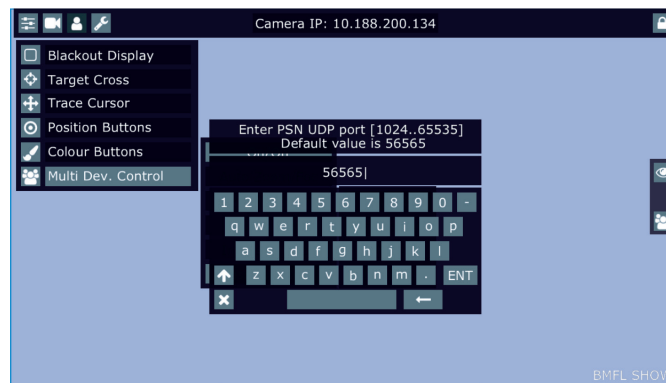 Camera IP: 10.188.200.134
Blackout Display
Target Cross
Trace Cursor
Position Buttons
Colour Buttons
Multi Dev. Control
Enter PSN UDP port [1024..65535]
Default value is 56565
56565|
1 2 3 4 5 6 7 8 9 0 -
q w e r t y u i o p
a s d f g h j k l
z x c v b n m . ENT
BMFL SHOW